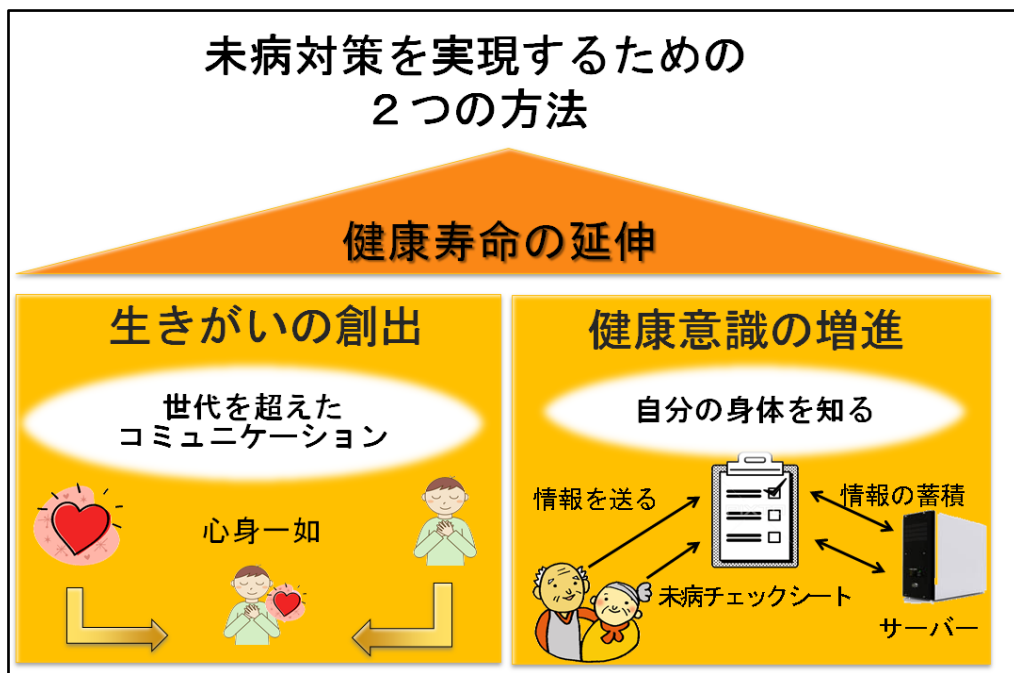 未病対策を実現するための
２つの方法
健康寿命の延伸
生きがいの創出
世代を超えた
コミュニケーション
心身一如
健康意識の増進
自分の身体を知る
情報を送る
情報の蓄積
未病チェックシート
サーバー